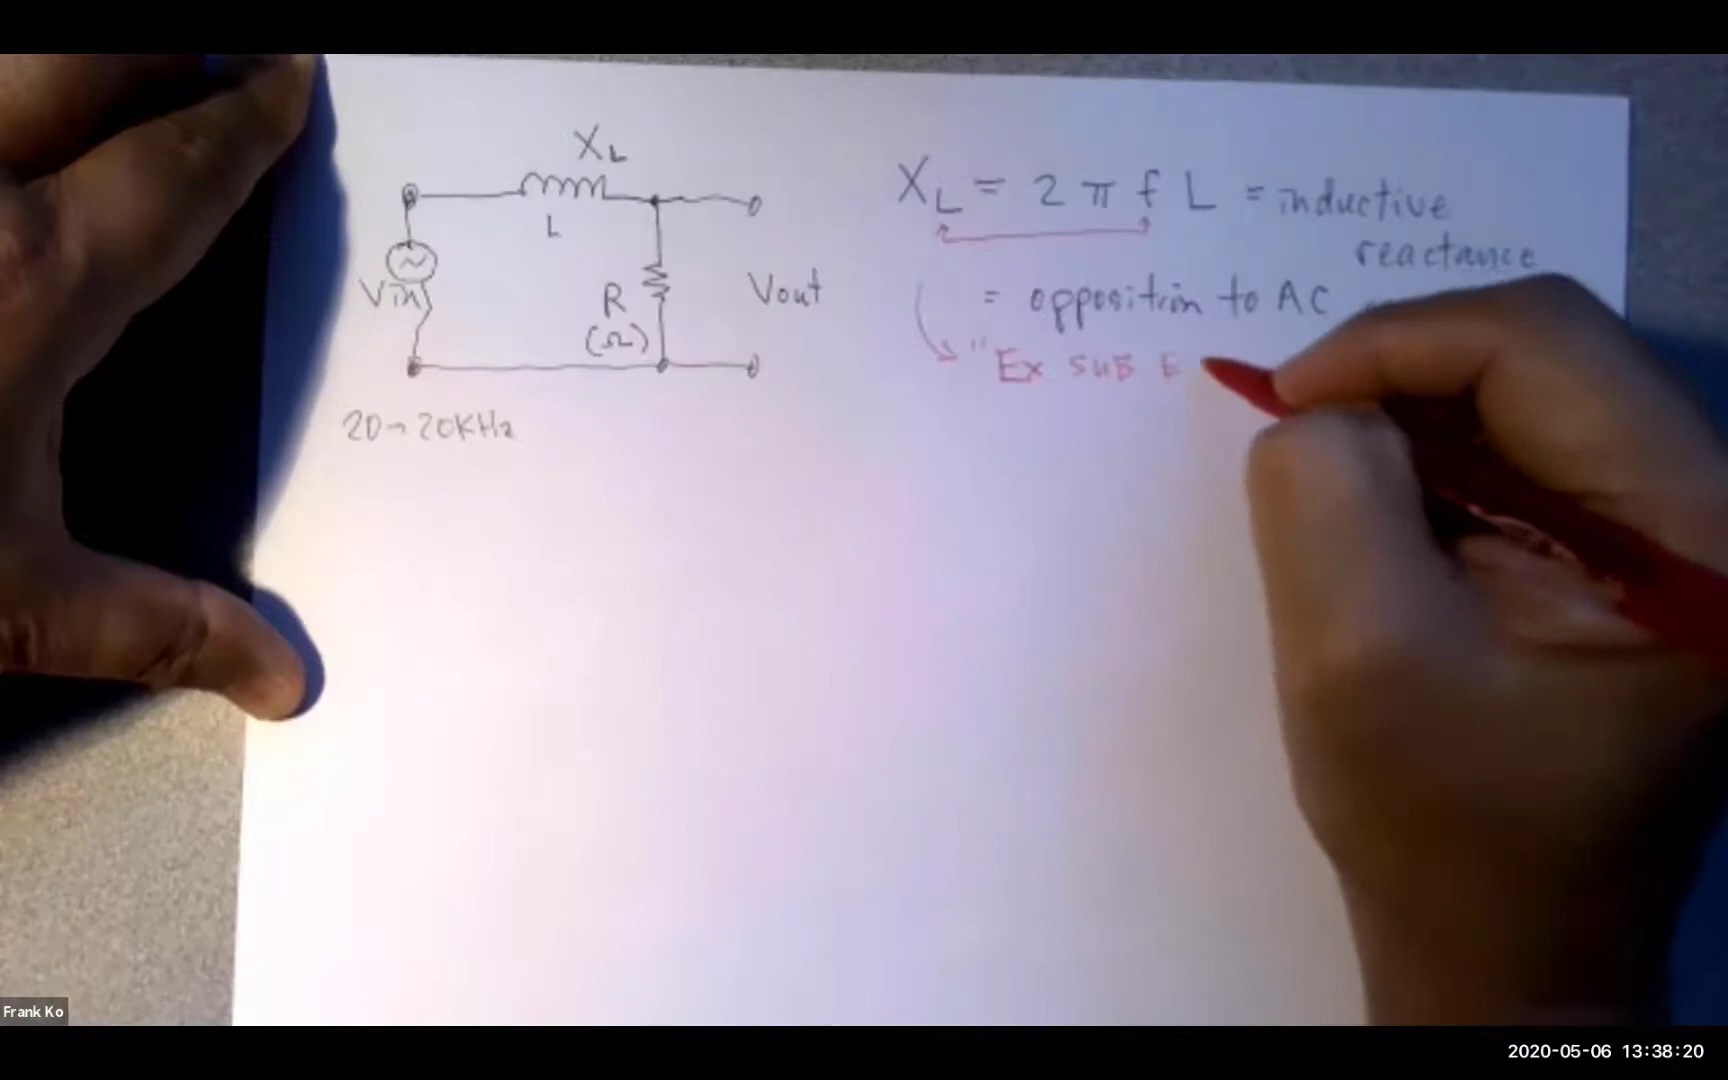 XL
L
Vin
R
(Ω)
Vout
20~20KHz
XL = 2 π f L = inductive
reactance
= opposition to AC
"Ex SUB E
Frank Ko
2020-05-06 13:38:20